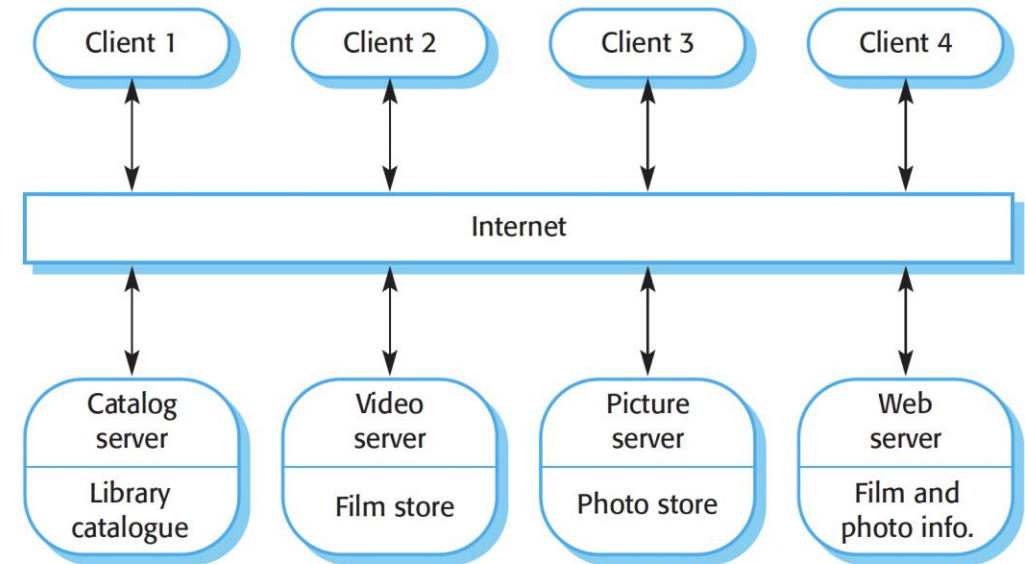 Client 1
Client 2
Client 3
Client 4
Internet
Catalog
server
Library
catalogue
Video
server
Film store
Picture
server
Photo store
Web
server
Film and
photo info.